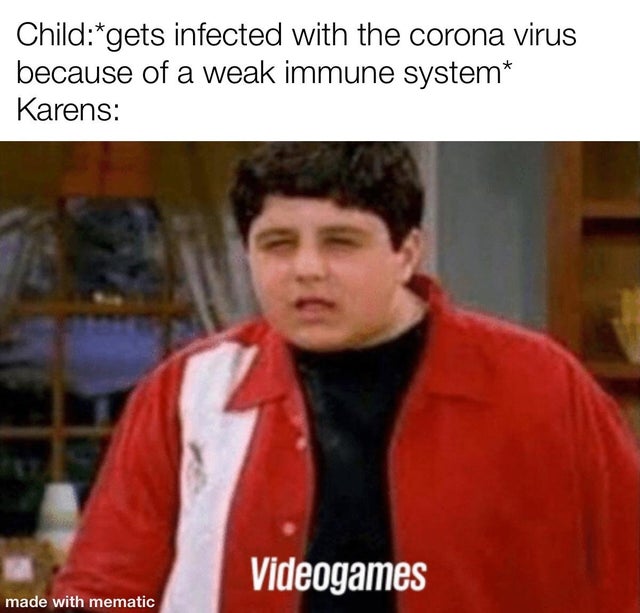 Child:*gets infected with the corona virus
because of a weak immune system*
Karens:
Videogames
made with mematic